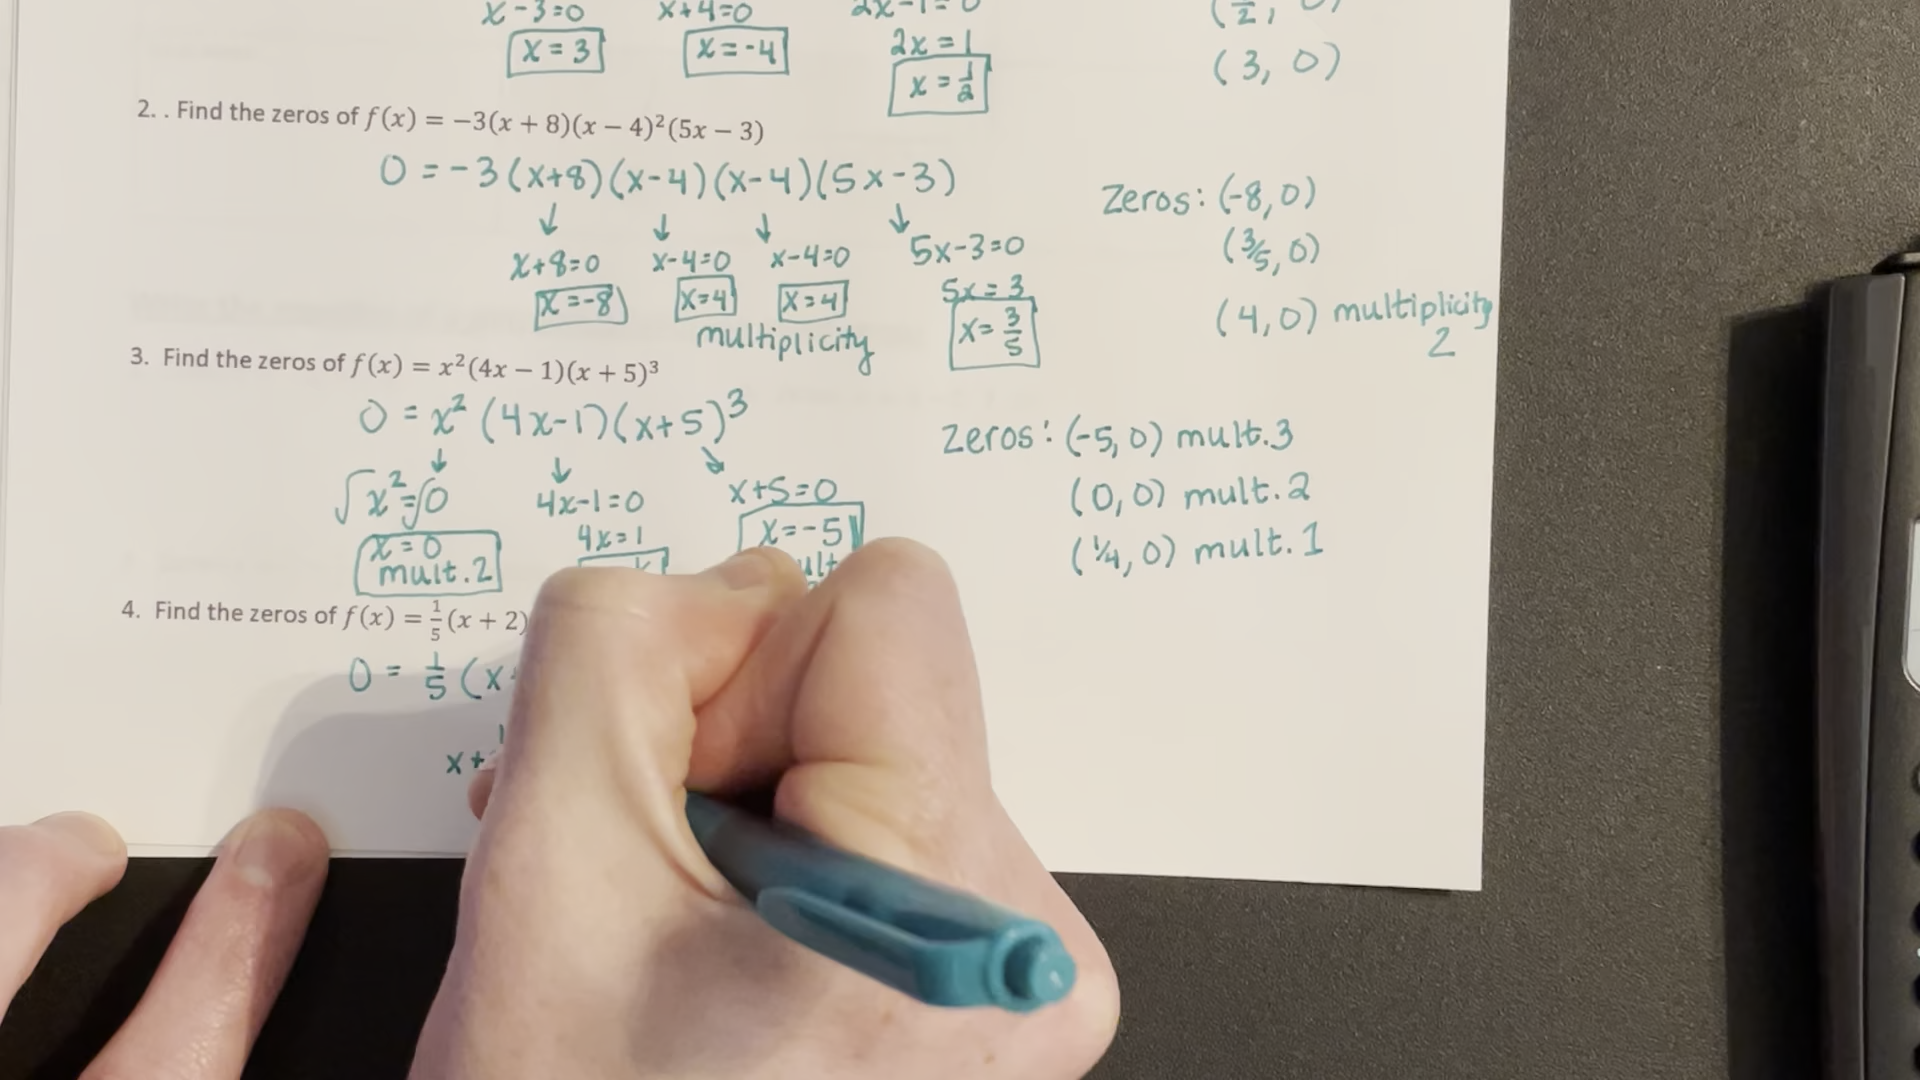 x-3=0 x+4=0 2x-1=0
x=3 x=-4 2x=1
x=1/2
(1/2, 0)
(3, 0)
2. . Find the zeros of f(x) = −3(x + 8)(x − 4)²(5x − 3)
0 = -3(x+8)(x-4)(x-4)(5x-3)
↓ ↓ ↓ ↓
x+8=0 x-4=0 x-4=0 5x-3=0
x=-8 x=4 x=4 5x=3
multiplicity x=3/5
zeros: (-8,0)
(3/5, 0)
(4,0) multiplicity
2
3. Find the zeros of f(x) = x²(4x − 1)(x + 5)³
0 = x² (4x-1)(x+5)³
↓ ↓ ↘
√x²=√0 4x-1=0 x+5=0
x=0 4x=1 x=-5
mult.2
zeros: (-5,0) mult.3
(0,0) mult.2
(1/4,0) mult.1
4. Find the zeros of f(x) = 1/5(x + 2)
0 = 1/5 (x
x+